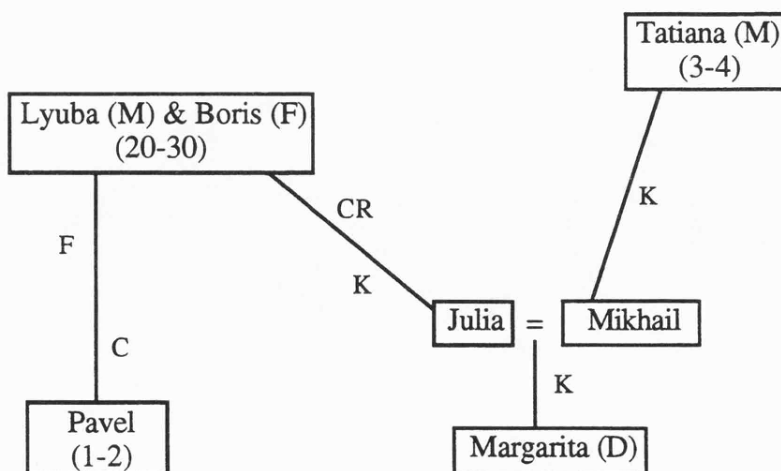 Tatiana (M)
(3-4)
Lyuba (M) & Boris (F)
(20-30)
CR
K
F
K
Julia = Mikhail
C
K
Pavel
(1-2)
Margarita (D)